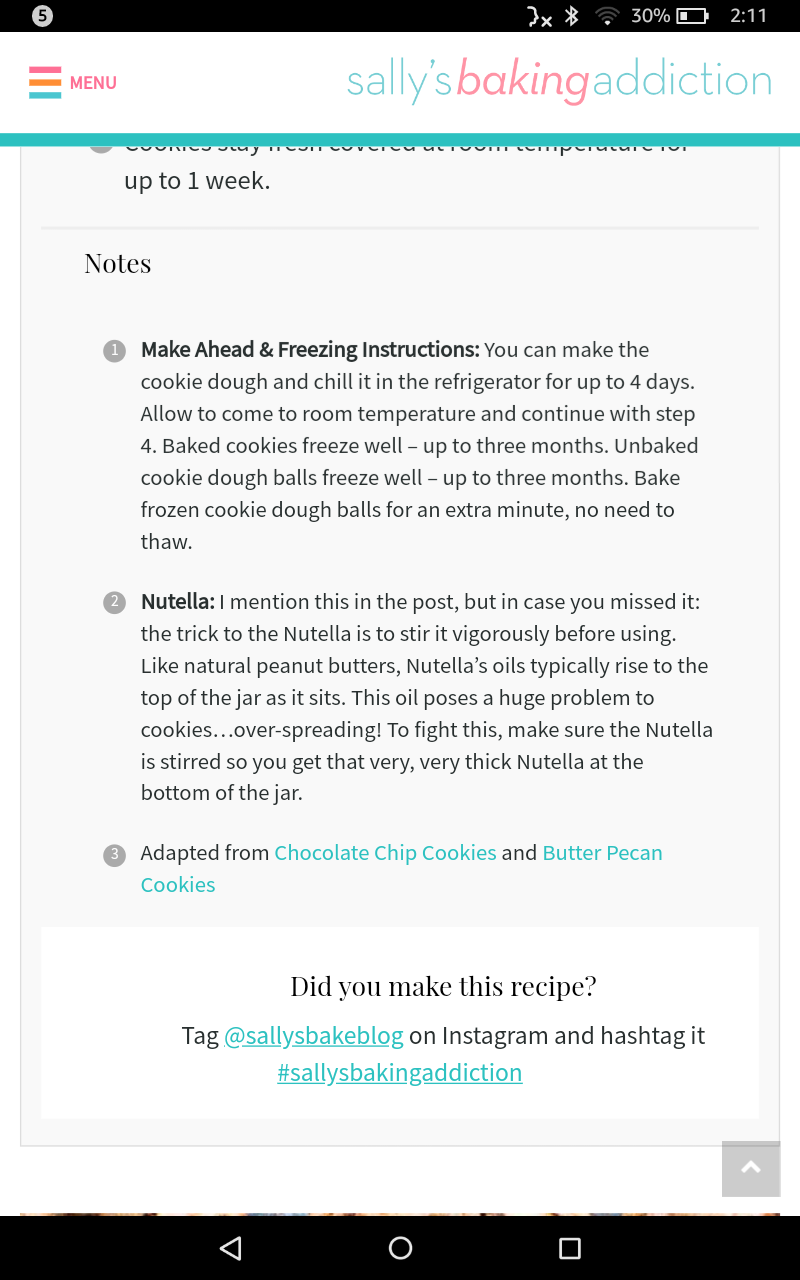 5 30% 2:11
MENU sally's baking addiction
Cookies stay fresh covered at room temperature for
up to 1 week.
Notes
1 Make Ahead & Freezing Instructions: You can make the
cookie dough and chill it in the refrigerator for up to 4 days.
Allow to come to room temperature and continue with step
4. Baked cookies freeze well – up to three months. Unbaked
cookie dough balls freeze well – up to three months. Bake
frozen cookie dough balls for an extra minute, no need to
thaw.
2 Nutella: I mention this in the post, but in case you missed it:
the trick to the Nutella is to stir it vigorously before using.
Like natural peanut butters, Nutella’s oils typically rise to the
top of the jar as it sits. This oil poses a huge problem to
cookies…over-spreading! To fight this, make sure the Nutella
is stirred so you get that very, very thick Nutella at the
bottom of the jar.
3 Adapted from Chocolate Chip Cookies and Butter Pecan
Cookies
Did you make this recipe?
Tag @sallysbakeblog on Instagram and hashtag it
#sallysbakingaddiction